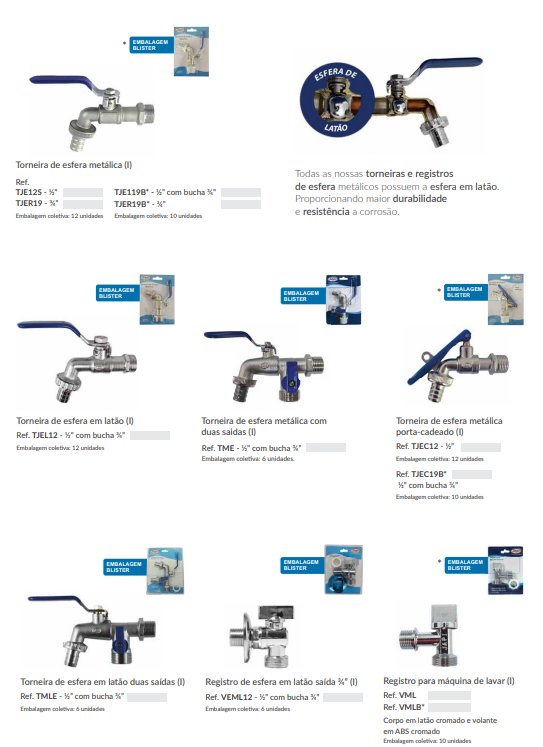 * EMBALAGEM
BLISTER
ESFERA DE
LATÃO
Torneira de esfera metálica (I)
Ref.
TJE12S - ½"
TJE119B* - ½" com bucha ¾"
TJER19 - ¾"
TJER19B* - ¾"
Embalagem coletiva: 12 unidades
Embalagem coletiva: 10 unidades
Todas as nossas torneiras e registros
de esfera metálicos possuem a esfera em latão.
Proporcionando maior durabilidade
e resistência a corrosão.
EMBALAGEM
BLISTER
EMBALAGEM
BLISTER
* EMBALAGEM
BLISTER
Torneira de esfera em latão (I)
Ref. TJEL12 - ½" com bucha ¾"
Embalagem coletiva: 12 unidades
Torneira de esfera metálica com
duas saídas (I)
Ref. TME - ½" com bucha ¾"
Embalagem coletiva: 6 unidades.
Torneira de esfera metálica
porta-cadeado (I)
Ref. TJEC12 - ½"
Embalagem coletiva: 12 unidades
Ref. TJEC19B*
½" com bucha ¾"
Embalagem coletiva: 10 unidades
EMBALAGEM
BLISTER
EMBALAGEM
BLISTER
* EMBALAGEM
BLISTER
Torneira de esfera em latão duas saídas (I)
Ref. TMLE - ½" com bucha ¾"
Embalagem coletiva: 6 unidades
Registro de esfera em latão saída ¾" (I)
Ref. VEML12 - ½" com bucha ¾"
Embalagem coletiva: 6 unidades
Registro para máquina de lavar (I)
Ref. VML
Ref. VMLB*
Corpo em latão cromado e volante
em ABS cromado
Embalagem coletiva: 10 unidades